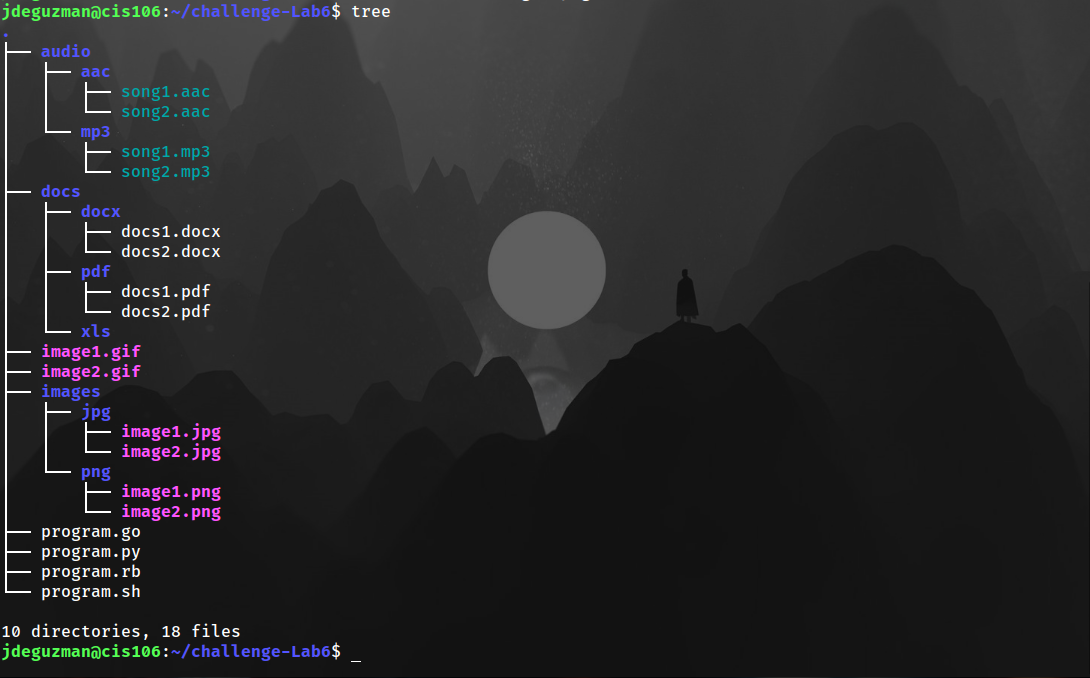 jdeguzman@cis106:~/challenge-Lab6$ tree
.
├── audio
│   ├── aac
│   │   ├── song1.aac
│   │   └── song2.aac
│   └── mp3
│       ├── song1.mp3
│       └── song2.mp3
├── docs
│   ├── docx
│   │   ├── docs1.docx
│   │   └── docs2.docx
│   ├── pdf
│   │   ├── docs1.pdf
│   │   └── docs2.pdf
│   └── xls
├── image1.gif
├── image2.gif
├── images
│   ├── jpg
│   │   ├── image1.jpg
│   │   └── image2.jpg
│   └── png
│       ├── image1.png
│       └── image2.png
├── program.go
├── program.py
├── program.rb
└── program.sh
10 directories, 18 files
jdeguzman@cis106:~/challenge-Lab6$ _